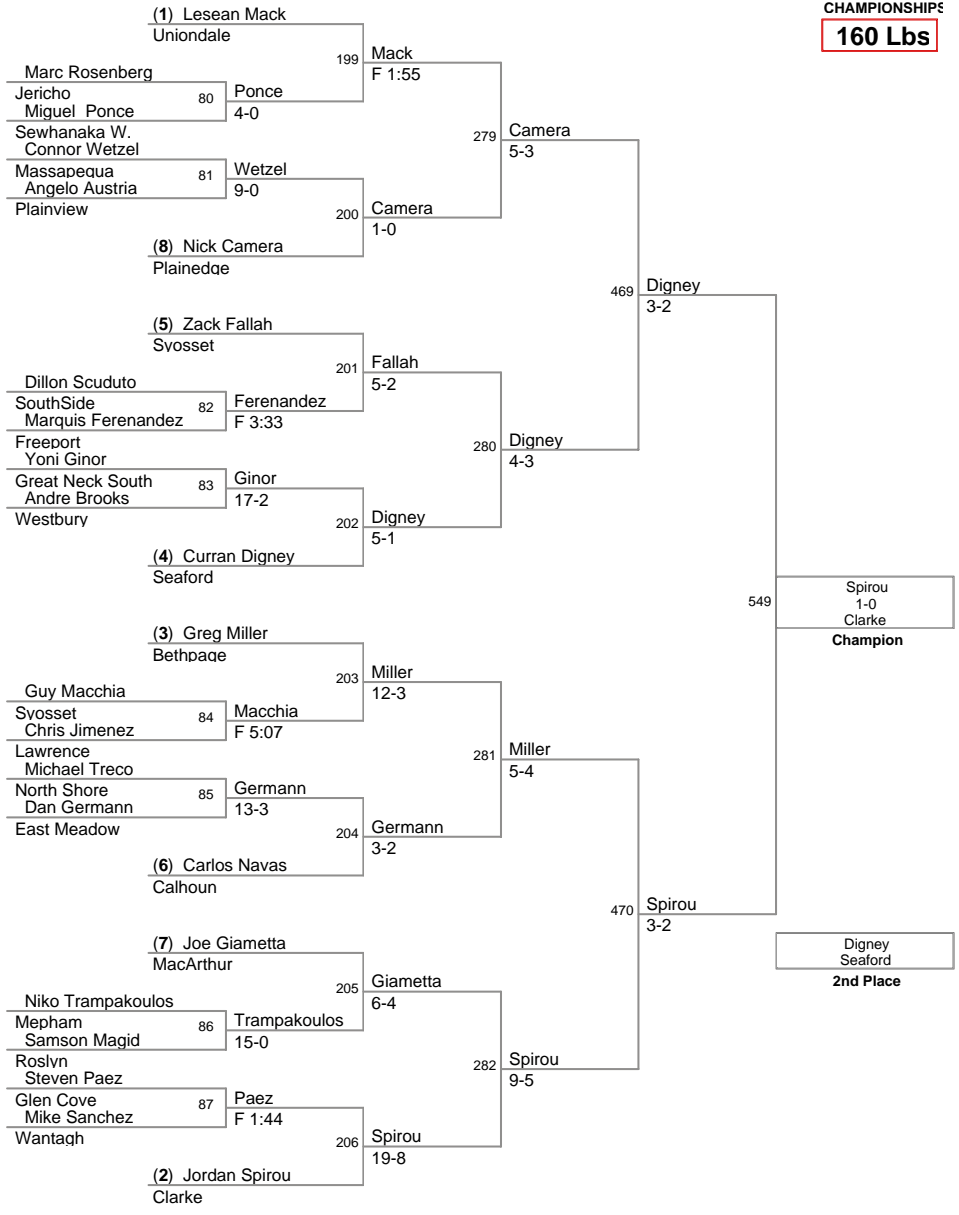 CHAMPIONSHIPS
160 Lbs
(1) Lesean Mack
Uniondale
199
Mack
F 1:55
Marc Rosenberg
Jericho
80
Ponce
Miguel Ponce
4-0
Sewhanaka W.
279
Camera
5-3
Connor Wetzel
Massapequa
81
Wetzel
Angelo Austria
9-0
Plainview
200
Camera
1-0
(8) Nick Camera
Plainedge
469
Digney
3-2
(5) Zack Fallah
Syosset
201
Fallah
5-2
Dillon Scuduto
SouthSide
82
Ferenandez
Marquis Ferenandez
F 3:33
Freeport
280
Digney
4-3
Yoni Ginor
Great Neck South
83
Ginor
Andre Brooks
17-2
Westbury
202
Digney
5-1
(4) Curran Digney
Seaford
549
Spirou
1-0
Clarke
Champion
(3) Greg Miller
Bethpage
203
Miller
12-3
Guy Macchia
Syosset
84
Macchia
Chris Jimenez
F 5:07
Lawrence
281
Miller
5-4
Michael Treco
North Shore
85
Germann
Dan Germann
13-3
East Meadow
204
Germann
3-2
(6) Carlos Navas
Calhoun
470
Spirou
3-2
Digney
Seaford
2nd Place
(7) Joe Giametta
MacArthur
205
Giametta
6-4
Niko Trampakoulos
Mepham
86
Trampakoulos
Samson Magid
15-0
Roslyn
282
Spirou
9-5
Steven Paez
Glen Cove
87
Paez
Mike Sanchez
F 1:44
Wantagh
206
Spirou
19-8
(2) Jordan Spirou
Clarke